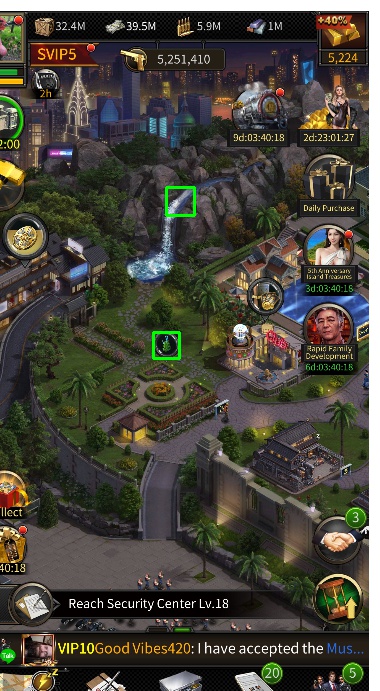 32.4M 39.5M 5.9M 1M +40%
SVIP5 5,251,410 5,224
2h
9d:03:40:18 2d:23:01:27
2:00
Daily Purchase
5th Anniversary
Island Treasures
3d:03:40:18
Rapid Family
Development
6d:03:40:18
llect
3
40:18
Reach Security Center Lv.18
Talk VIP10Good Vibes420: I have accepted the Mus...
20 5